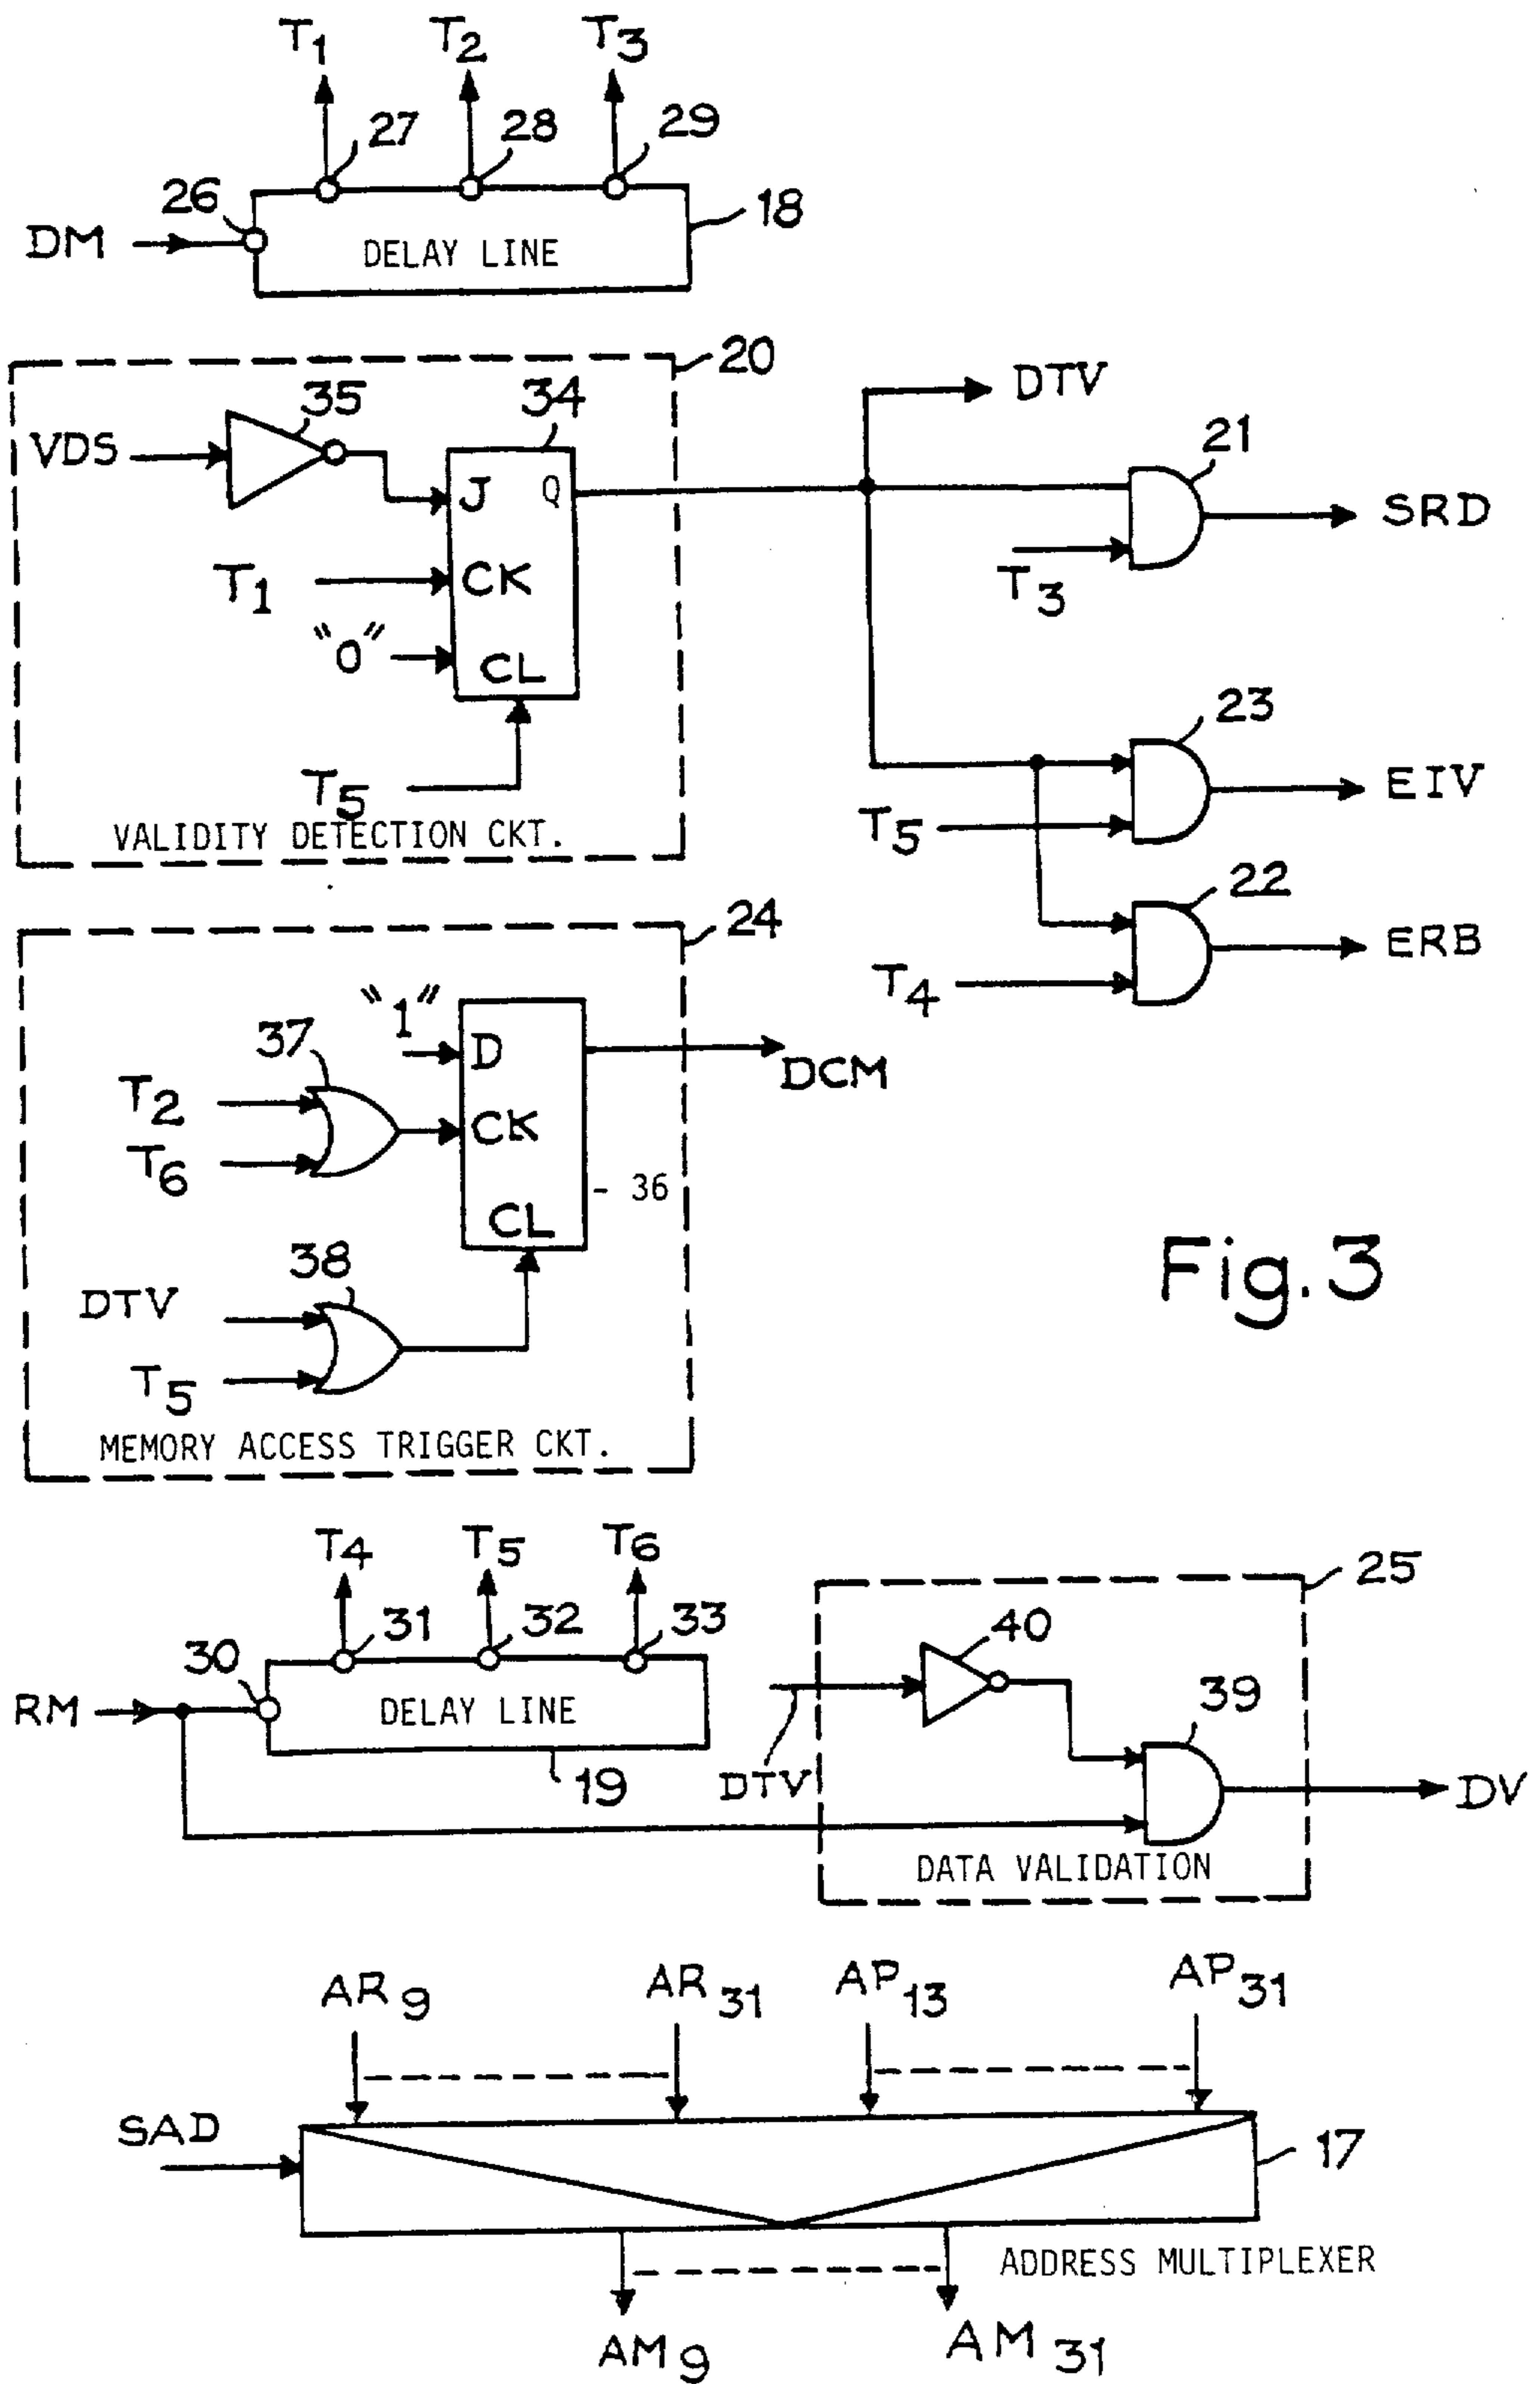 T1 T2 T3
27 28 29
26 18
DM DELAY LINE
20
35 34 DTV
VDS 21
J Q
SRD
T1 CK
T3
"0"
CL
23
T5 EIV
T5
VALIDITY DETECTION CKT.
22
24
ERB
"1" T4
37 D
DCM
T2
CK
T6
36
CL
38 Fig.3
DTV
T5
MEMORY ACCESS TRIGGER CKT.
T4 T5 T6
25
31 32 33 40
30
39
RM DELAY LINE
DTV
19 DV
DATA VALIDATION
AR9 AR31 AP13 AP31
SAD
17
ADDRESS MULTIPLEXER
AM9 AM31